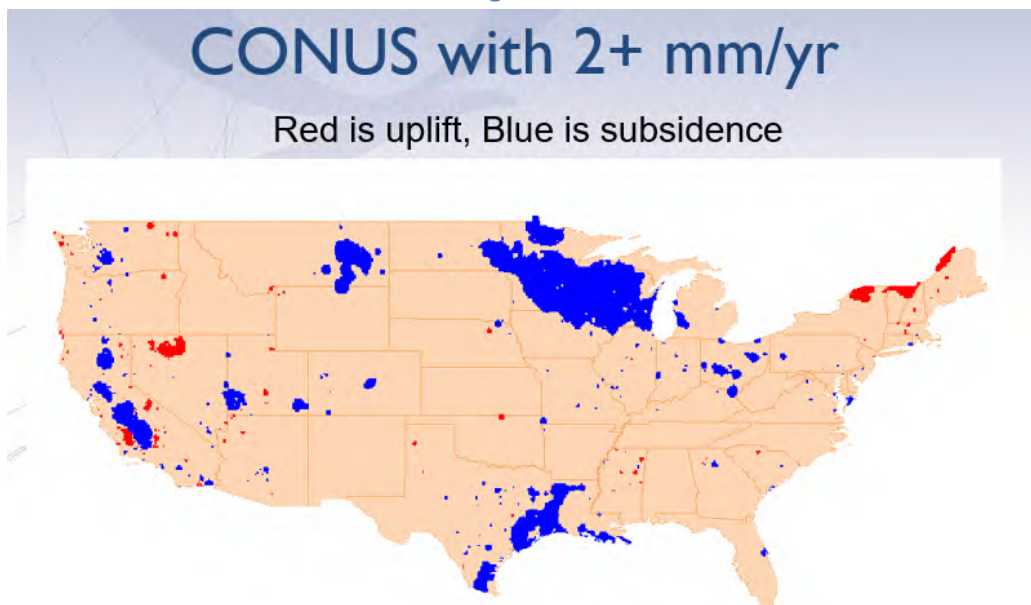 CONUS with 2+ mm/yr
Red is uplift, Blue is subsidence